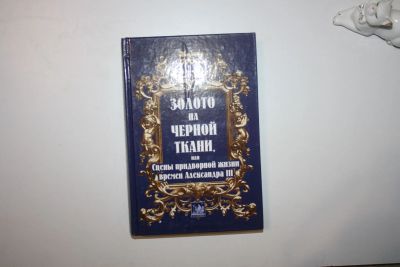 ЗОЛОТО
НА
ЧЕРНОЙ
ТКАНИ,
или
Сцены придворной жизни
времен Александра III